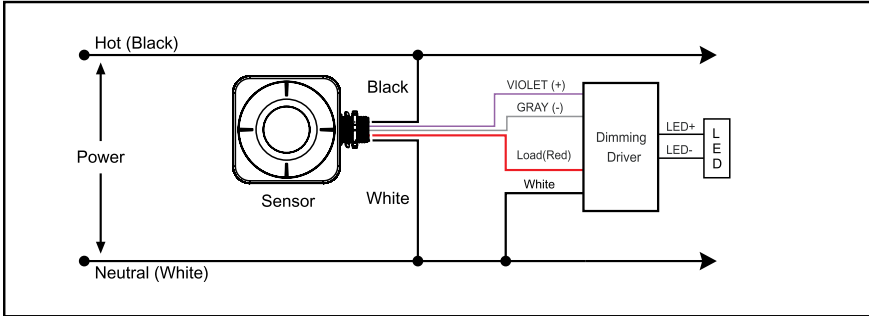 Hot (Black)
Black
VIOLET (+)
GRAY (-)
Dimming
Driver
LED+
LED-
L
E
D
Power
Load(Red)
White
Sensor
White
Neutral (White)